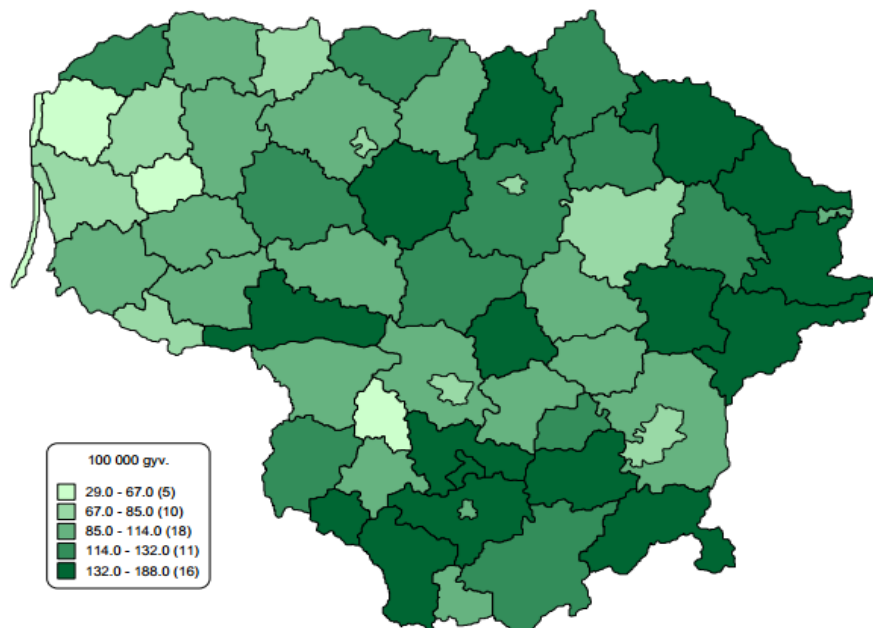 100 000 gyv.
29.0 - 67.0 (5)
67.0 - 85.0 (10)
85.0 - 114.0 (18)
114.0 - 132.0 (11)
132.0 - 188.0 (16)